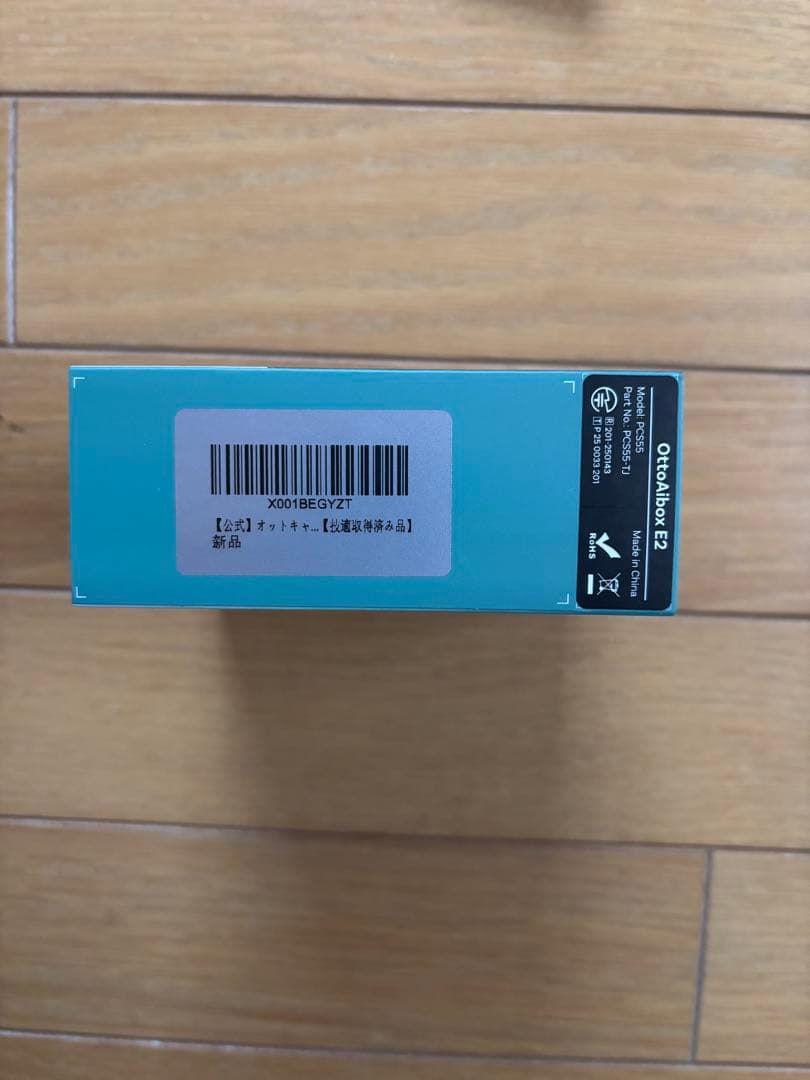 X001BEGYZT
【公式】オットキャ...【技適取得済み品】
新品
OttoAibox E2
Model: PCS55
Made in China
Part No.: PCS55-TJ
R 201-250143
T P 25 0033 201
RoHS